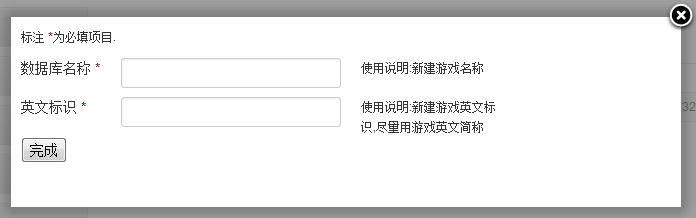 标注 *为必填项目.
数据库名称 * 使用说明:新建游戏名称
英文标识 * 使用说明:新建游戏英文标
识,尽量用游戏英文简称
完成
32